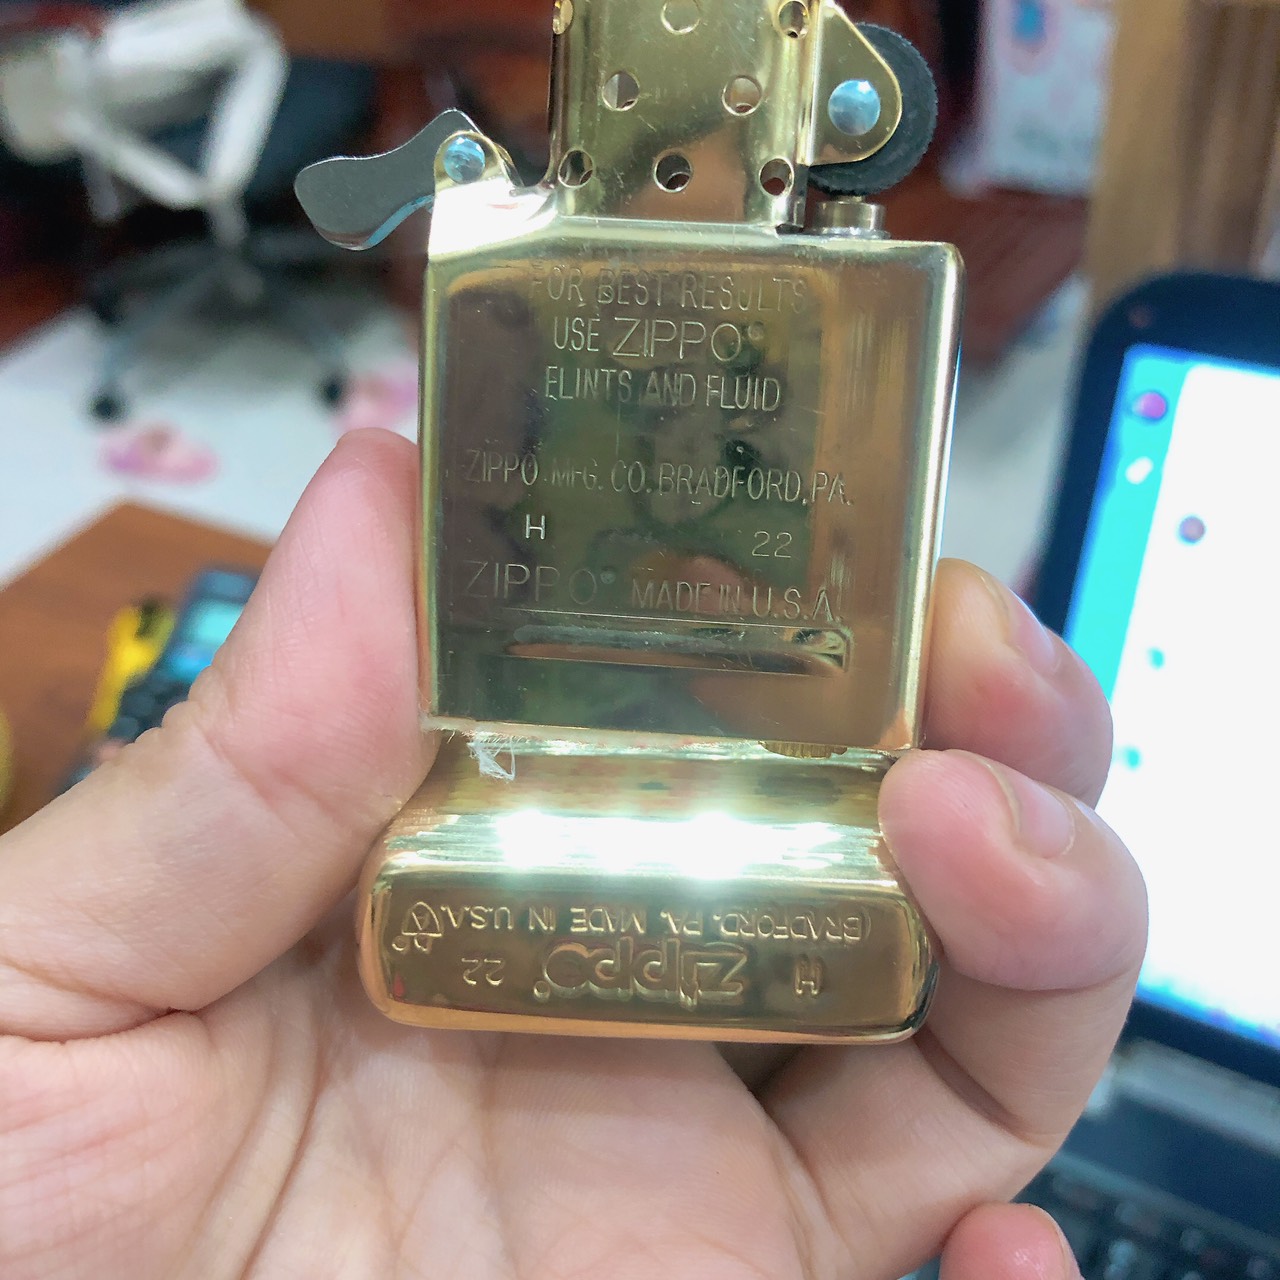 FOR BEST RESULTS
USE ZIPPO®
FLINTS AND FLUID
ZIPPO MFG. CO. BRADFORD, PA.
H 22
ZIPPO® MADE IN U.S.A.
H zippo® 22
BRADFORD, PA. MADE IN U.S.A.